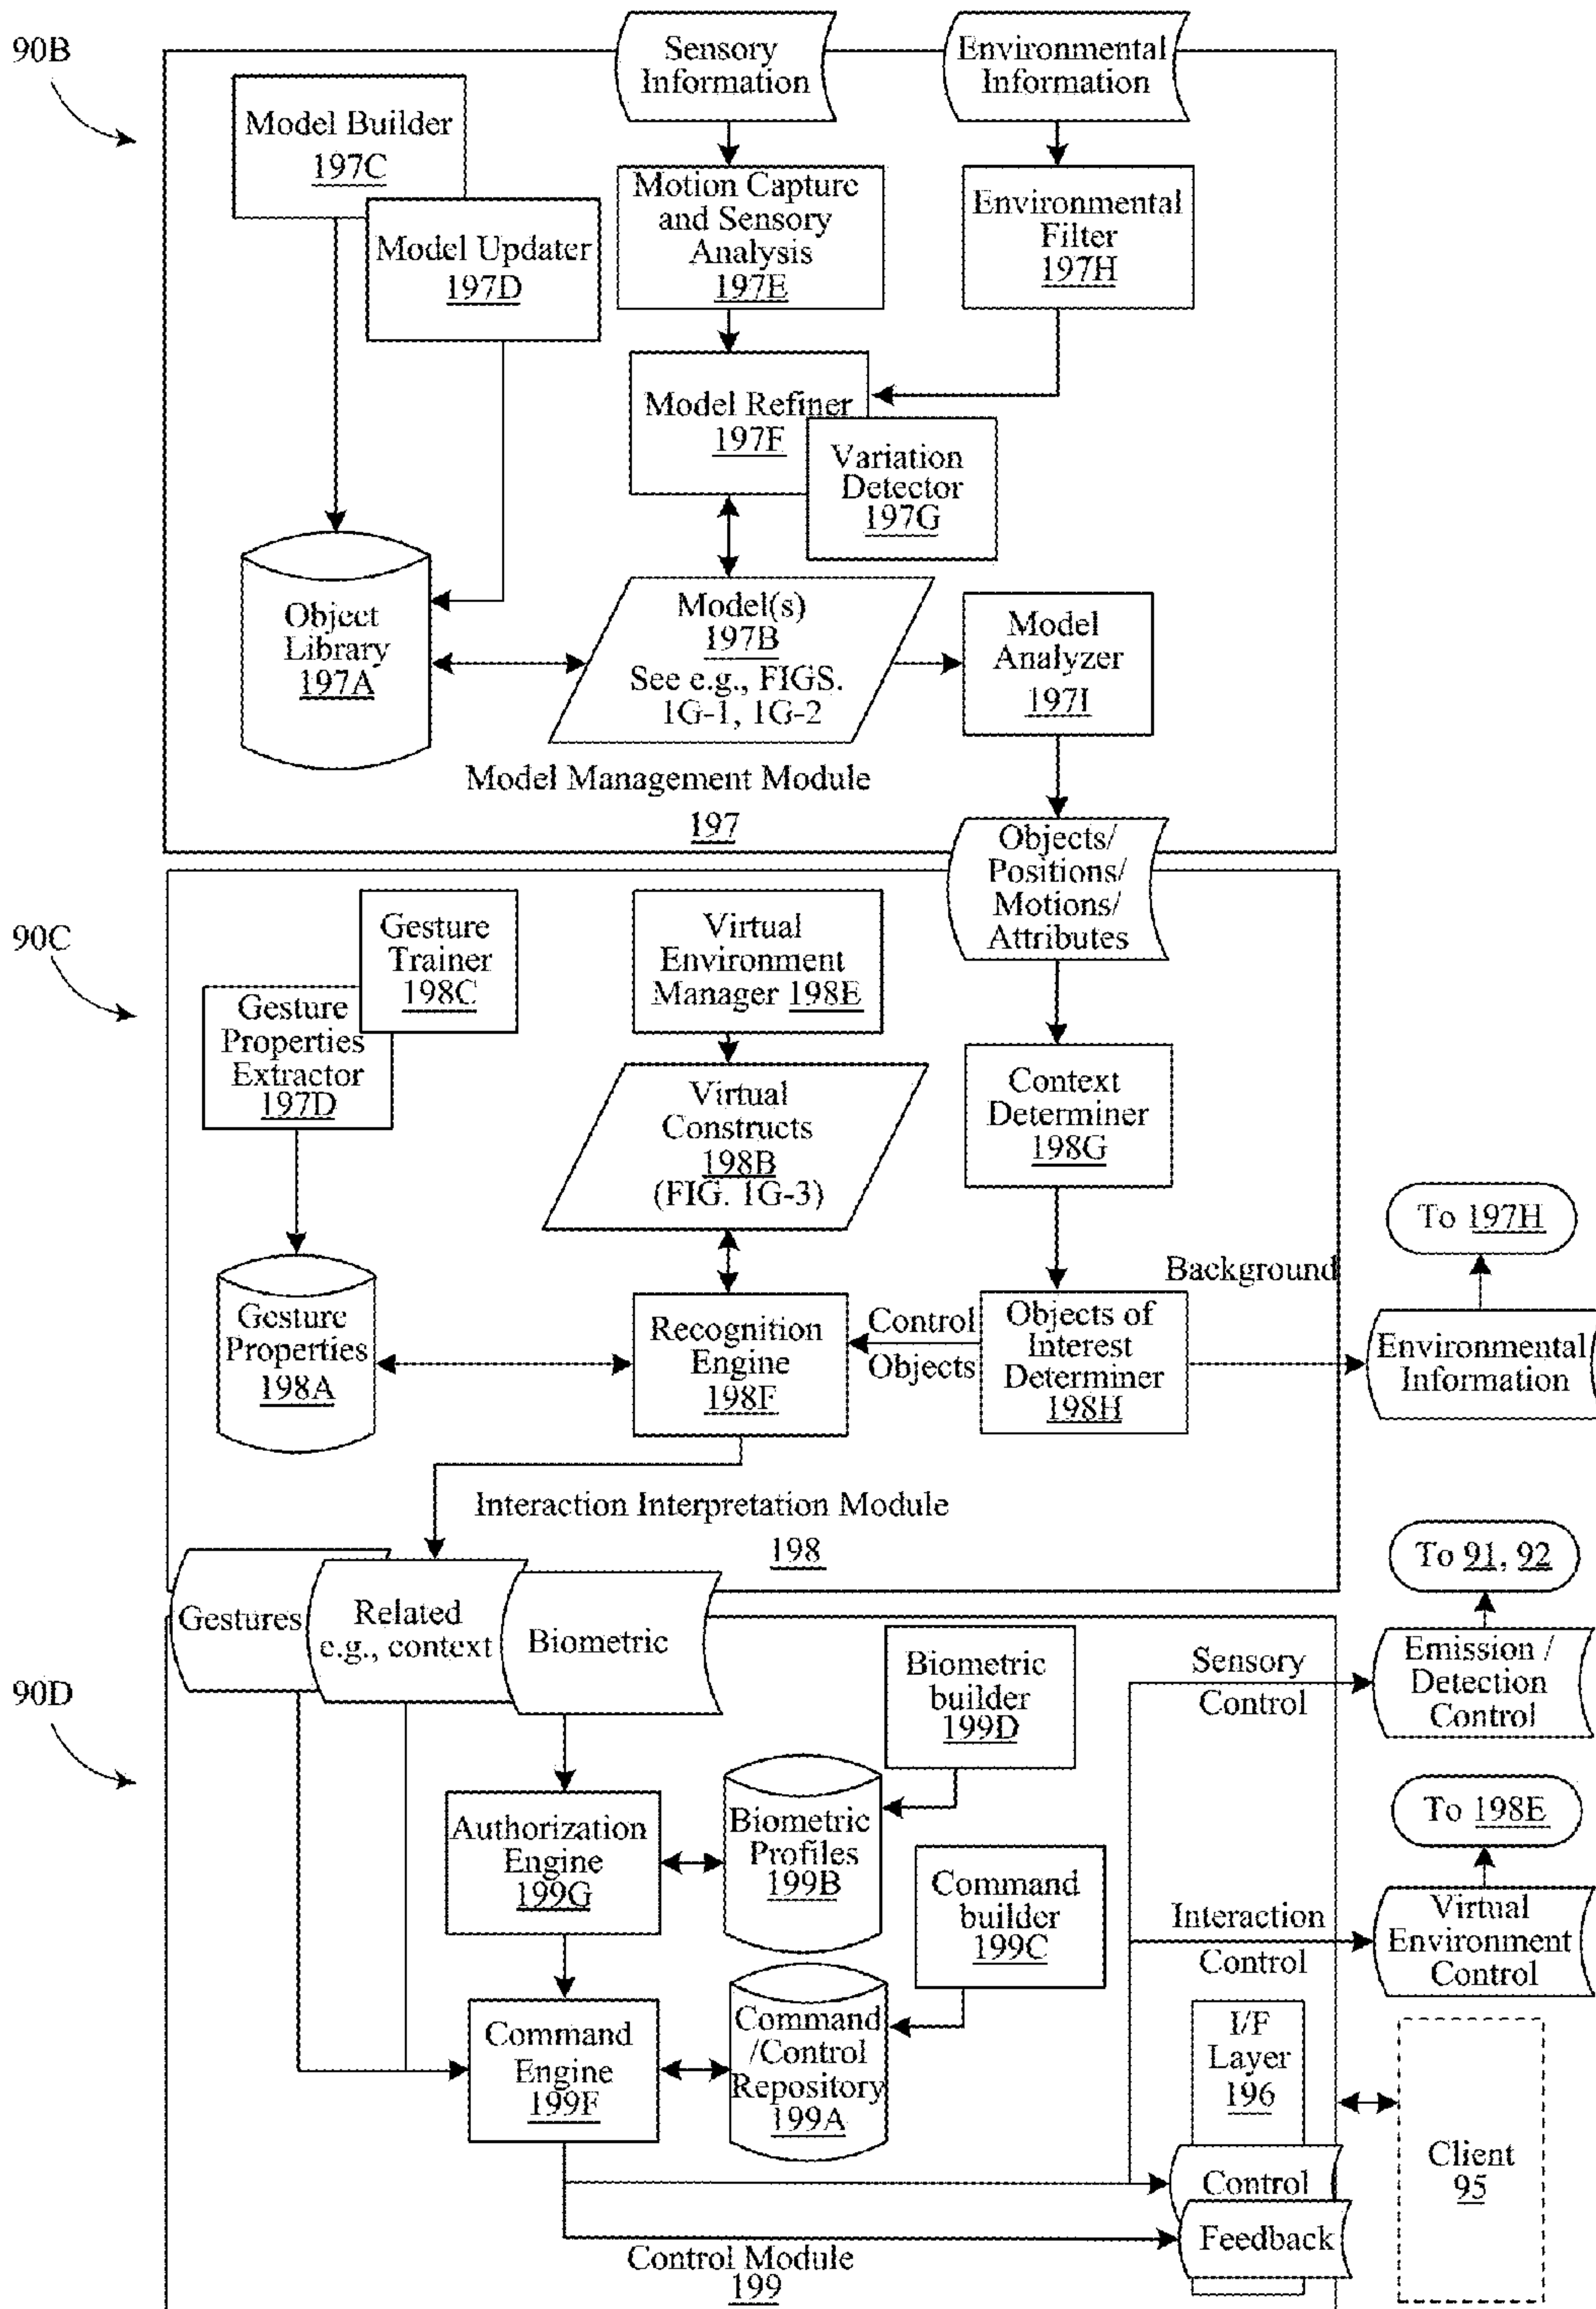 90B
Sensory
Information
Environmental
Information
Model Builder
197C
Model Updater
197D
Motion Capture
and Sensory
Analysis
197E
Environmental
Filter
197H
Model Refiner
197F
Variation
Detector
197G
Object
Library
197A
Model(s)
197B
See e.g., FIGS.
1G-1, 1G-2
Model
Analyzer
197I
Model Management Module
197
Objects/
Positions/
Motions/
Attributes
90C
Gesture
Trainer
198C
Gesture
Properties
Extractor
197D
Virtual
Environment
Manager 198E
Virtual
Constructs
198B
(FIG. 1G-3)
Context
Determiner
198G
To 197H
Background
Gesture
Properties
198A
Recognition
Engine
198F
Control
Objects
Objects of
Interest
Determiner
198H
Environmental
Information
Interaction Interpretation Module
198
To 91, 92
90D
Gestures
Related
e.g., context
Biometric
Biometric
builder
199D
Sensory
Control
Emission /
Detection
Control
Authorization
Engine
199G
Biometric
Profiles
199B
To 198E
Command
builder
199C
Interaction
Control
Virtual
Environment
Control
Command
Engine
199F
Command
/Control
Repository
199A
I/F
Layer
196
Client
95
Control
Feedback
Control Module
199